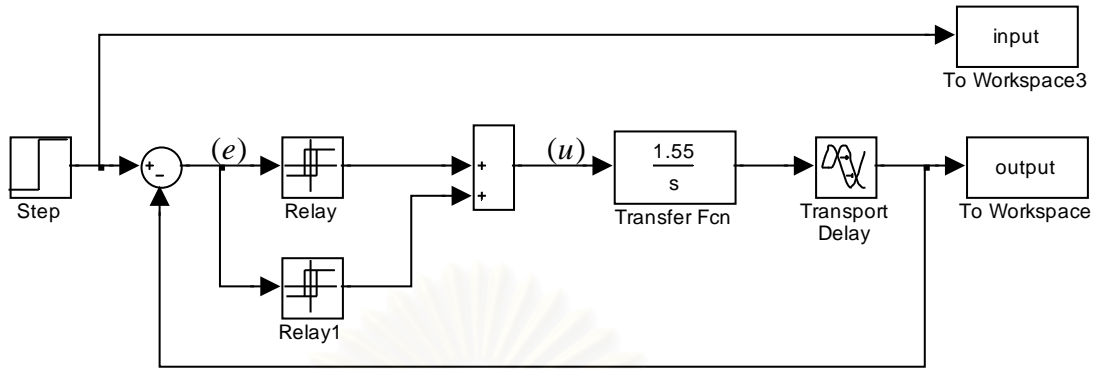 input
To Workspace3
(e)
(u)
+
−
+
+
1.55
s
output
Step
Relay
Transfer Fcn
Transport
Delay
To Workspace
Relay1